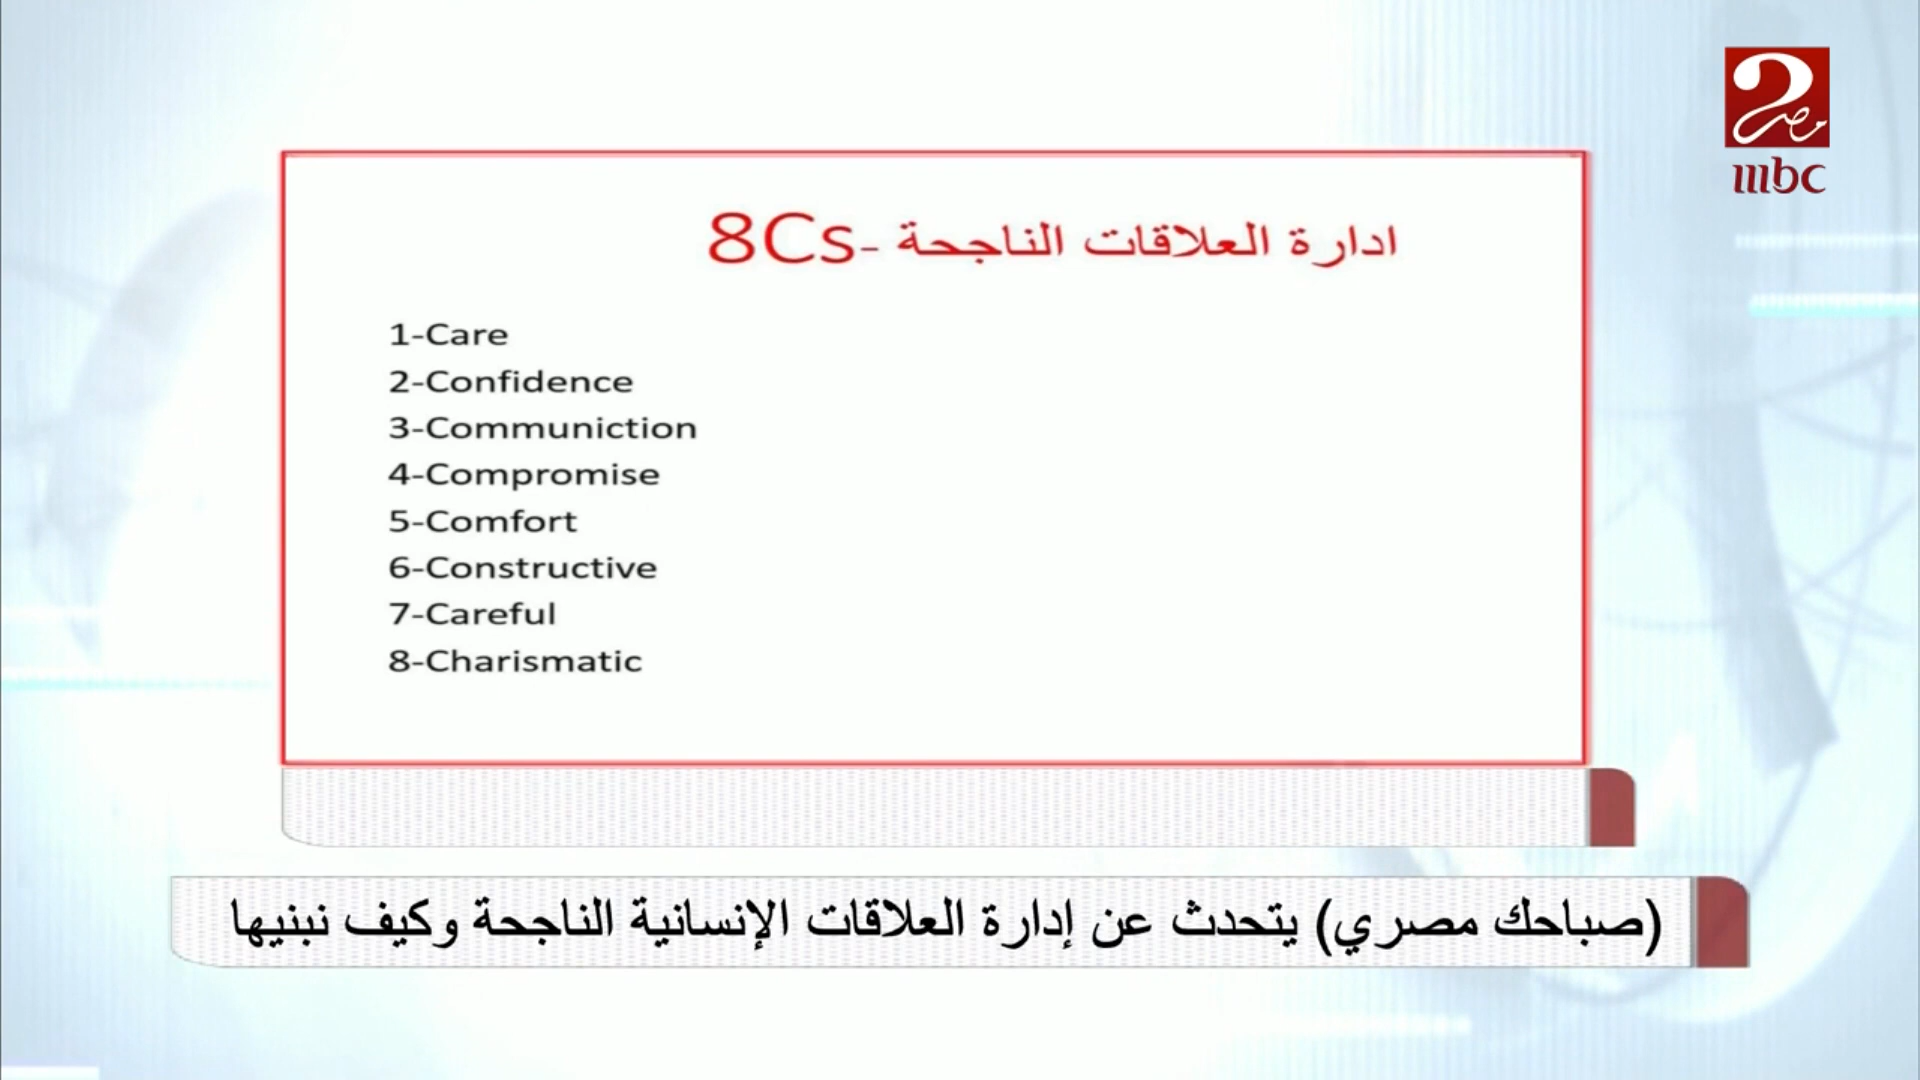 مصر
mbc
ادارة العلاقات الناجحة -8Cs
1-Care
2-Confidence
3-Communiction
4-Compromise
5-Comfort
6-Constructive
7-Careful
8-Charismatic
(صباحك مصري) يتحدث عن إدارة العلاقات الإنسانية الناجحة وكيف نبنيها